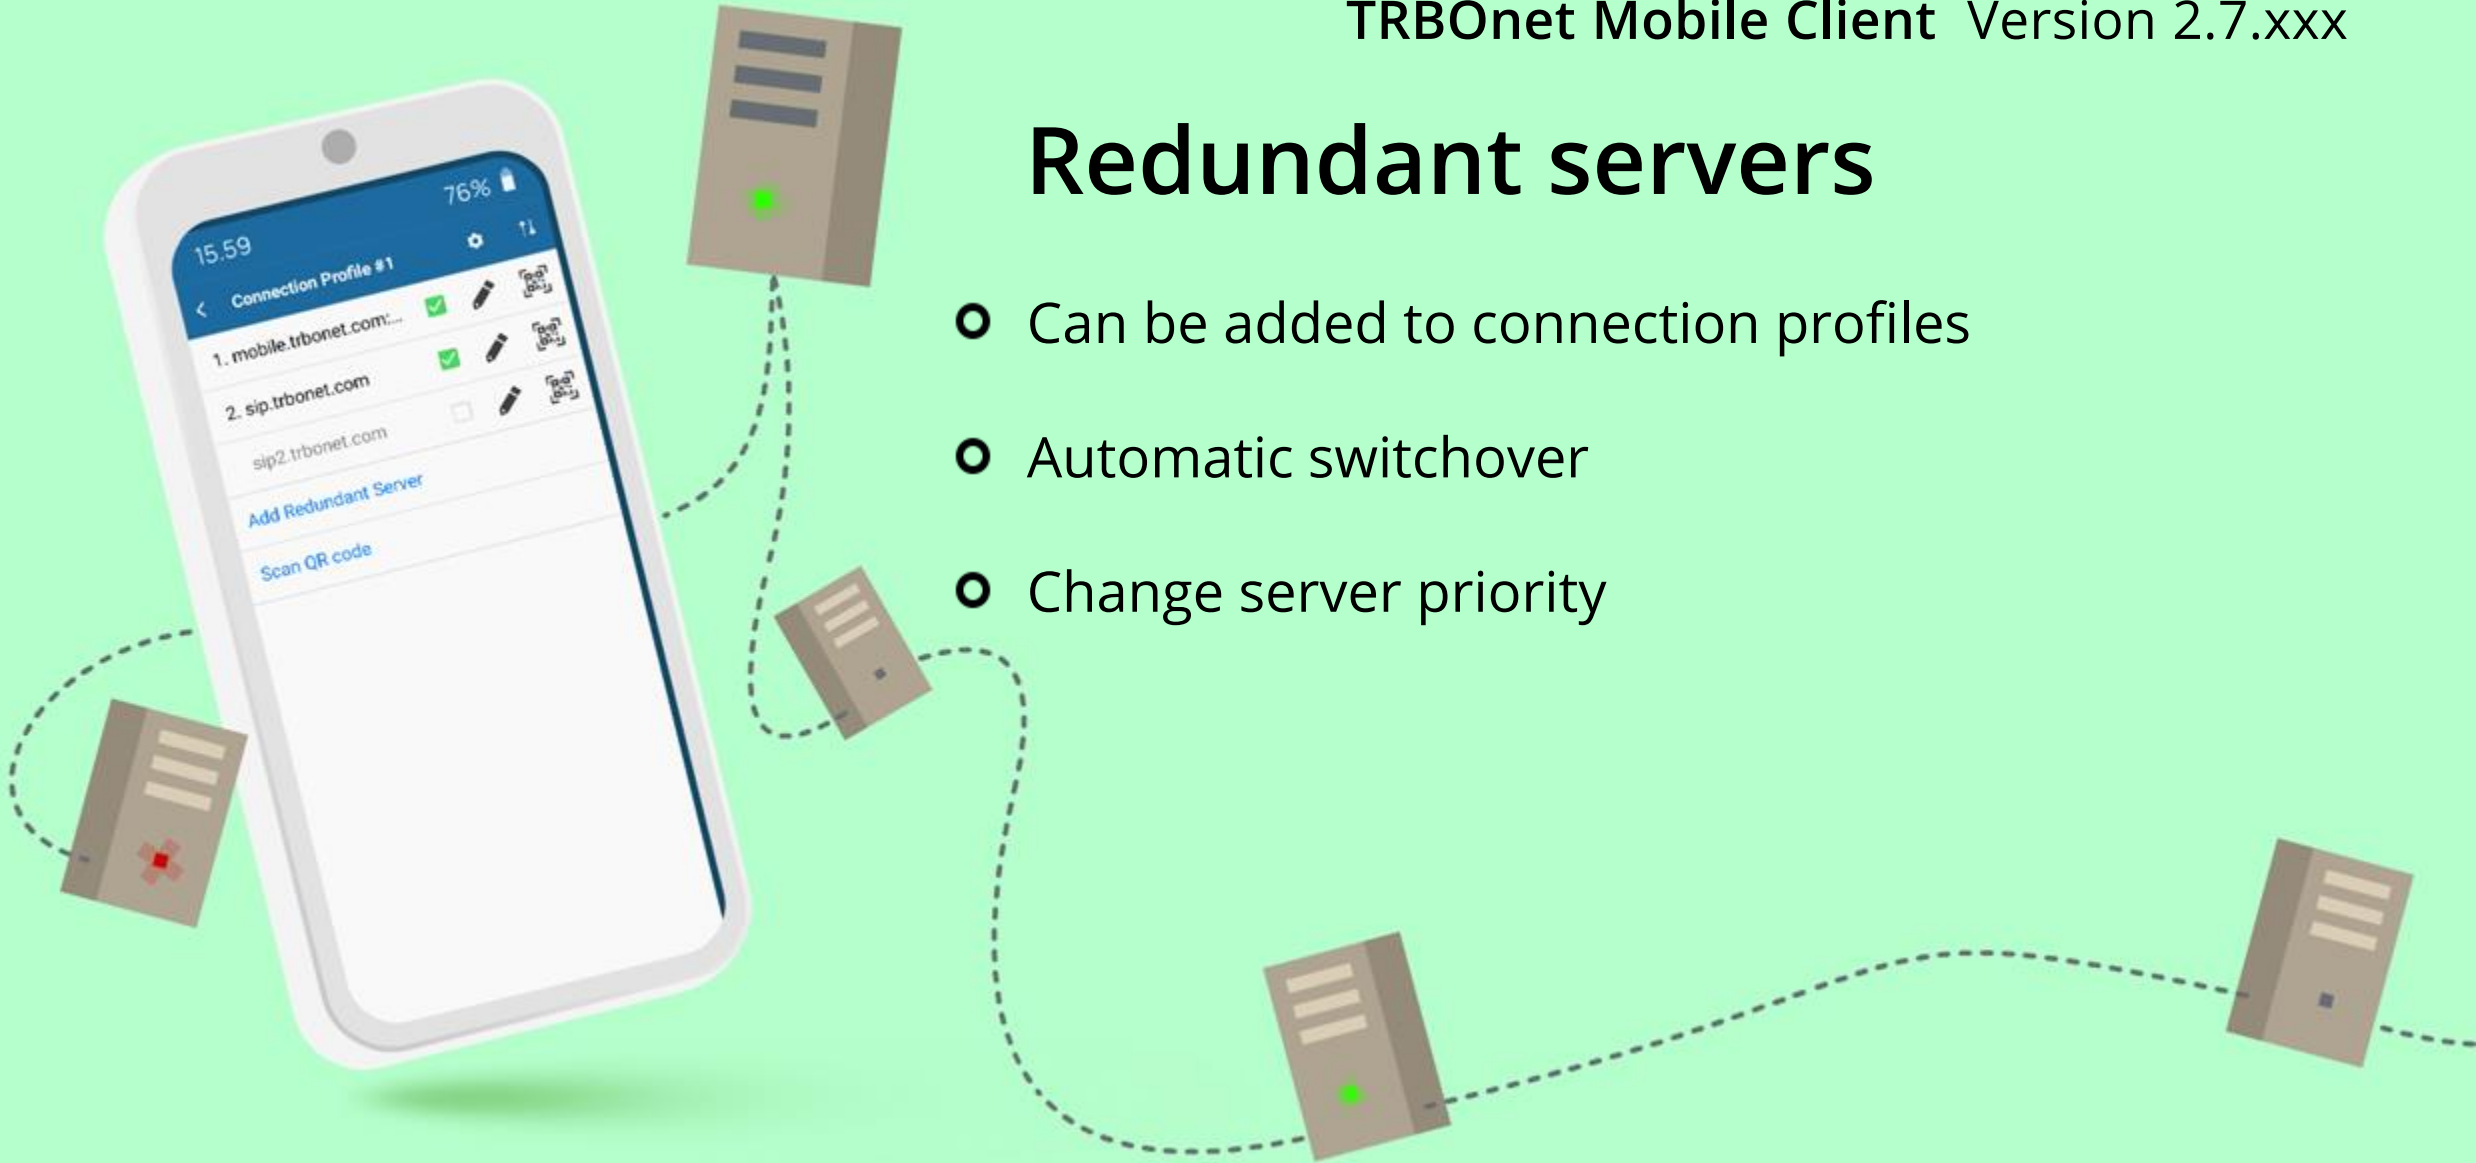 TRBOnet Mobile Client Version 2.7.xxx
Redundant servers
Can be added to connection profiles
Automatic switchover
Change server priority
15.59
76%
Connection Profile #1
1. mobile.trbonet.com:...
2. sip.trbonet.com
sip2.trbonet.com
Add Redundant Server
Scan QR code